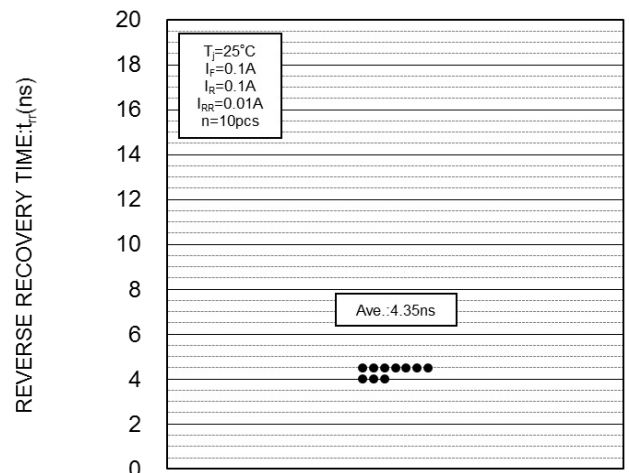 REVERSE RECOVERY TIME:trr(ns)
20
18
16
14
12
10
8
6
4
2
0
Tj=25°C
IF=0.1A
IR=0.1A
IRR=0.01A
n=10pcs
Ave.:4.35ns